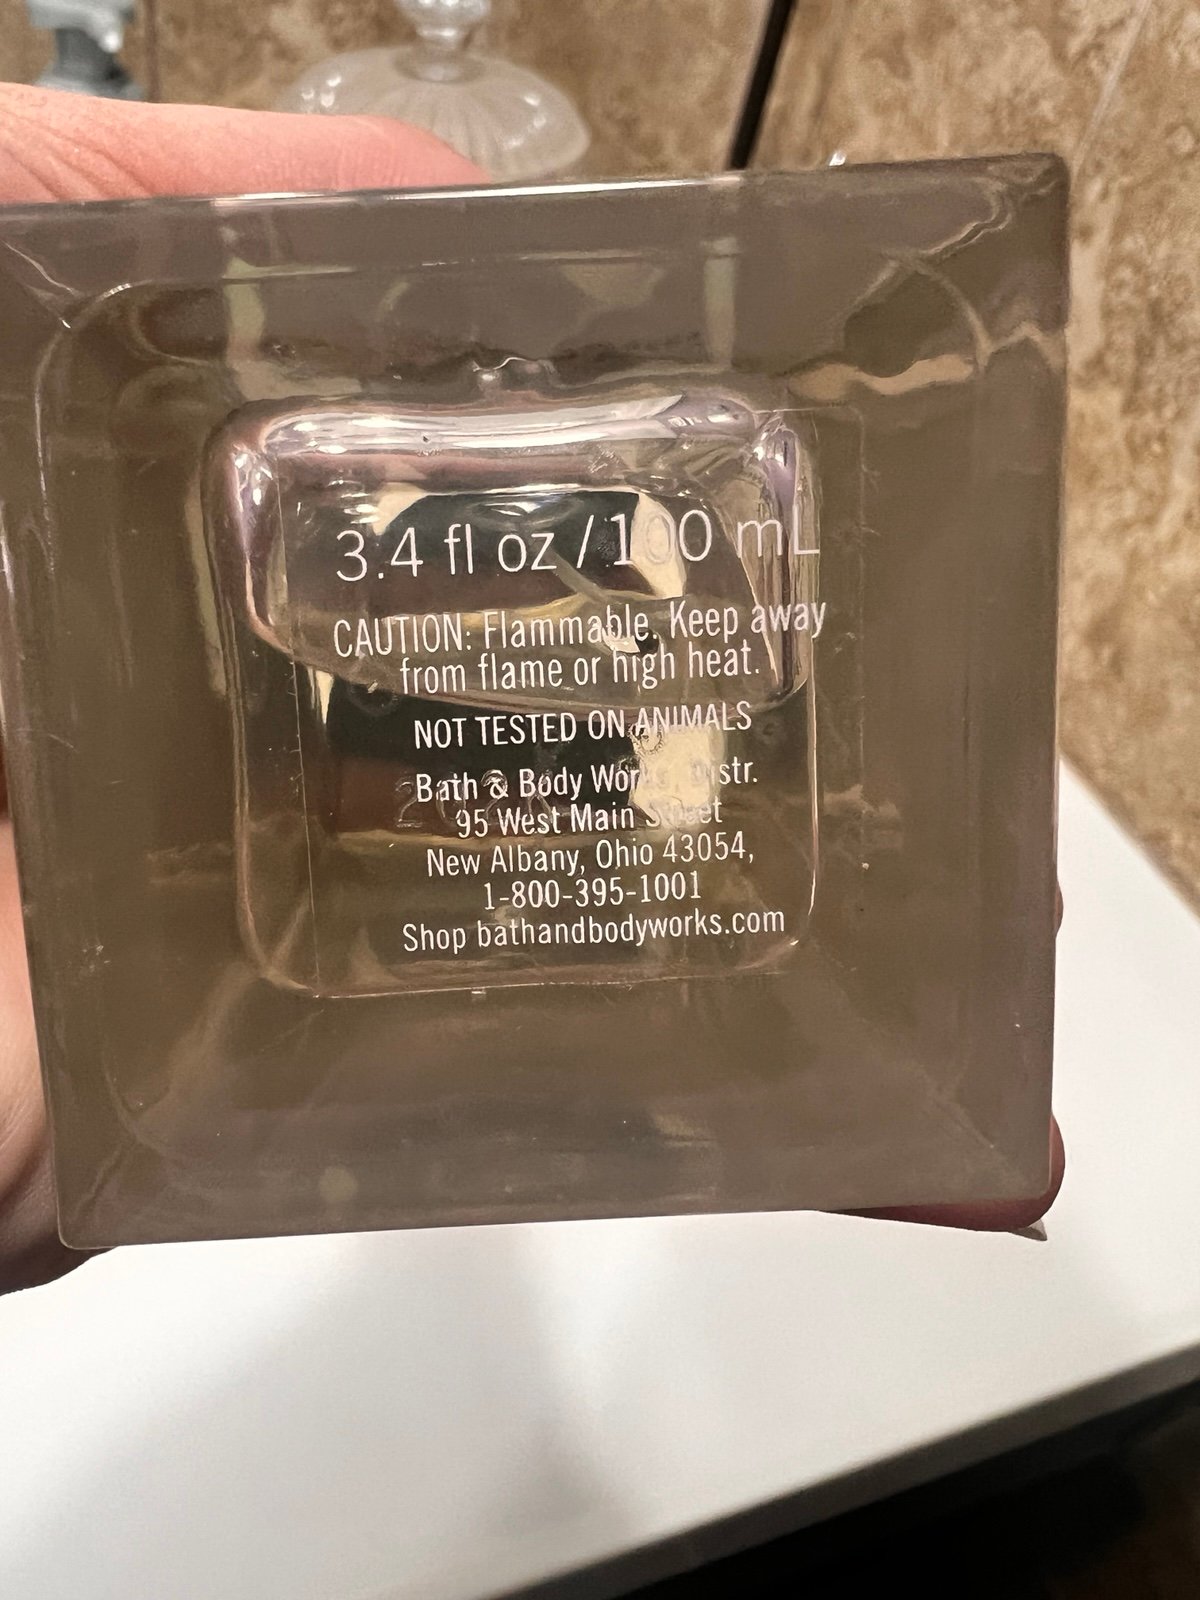 3.4 fl oz / 100 mL
CAUTION: Flammable. Keep away
from flame or high heat.
NOT TESTED ON ANIMALS
Bath & Body Works, Distr.
95 West Main Street
New Albany, Ohio 43054,
1-800-395-1001
Shop bathandbodyworks.com